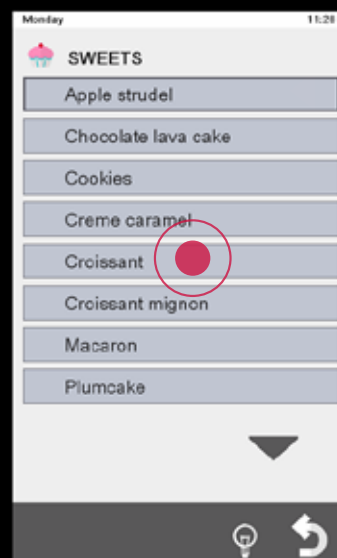 Monday 11:28
SWEETS
Apple strudel
Chocolate lava cake
Cookies
Creme caramel
Croissant
Croissant mignon
Macaron
Plumcake